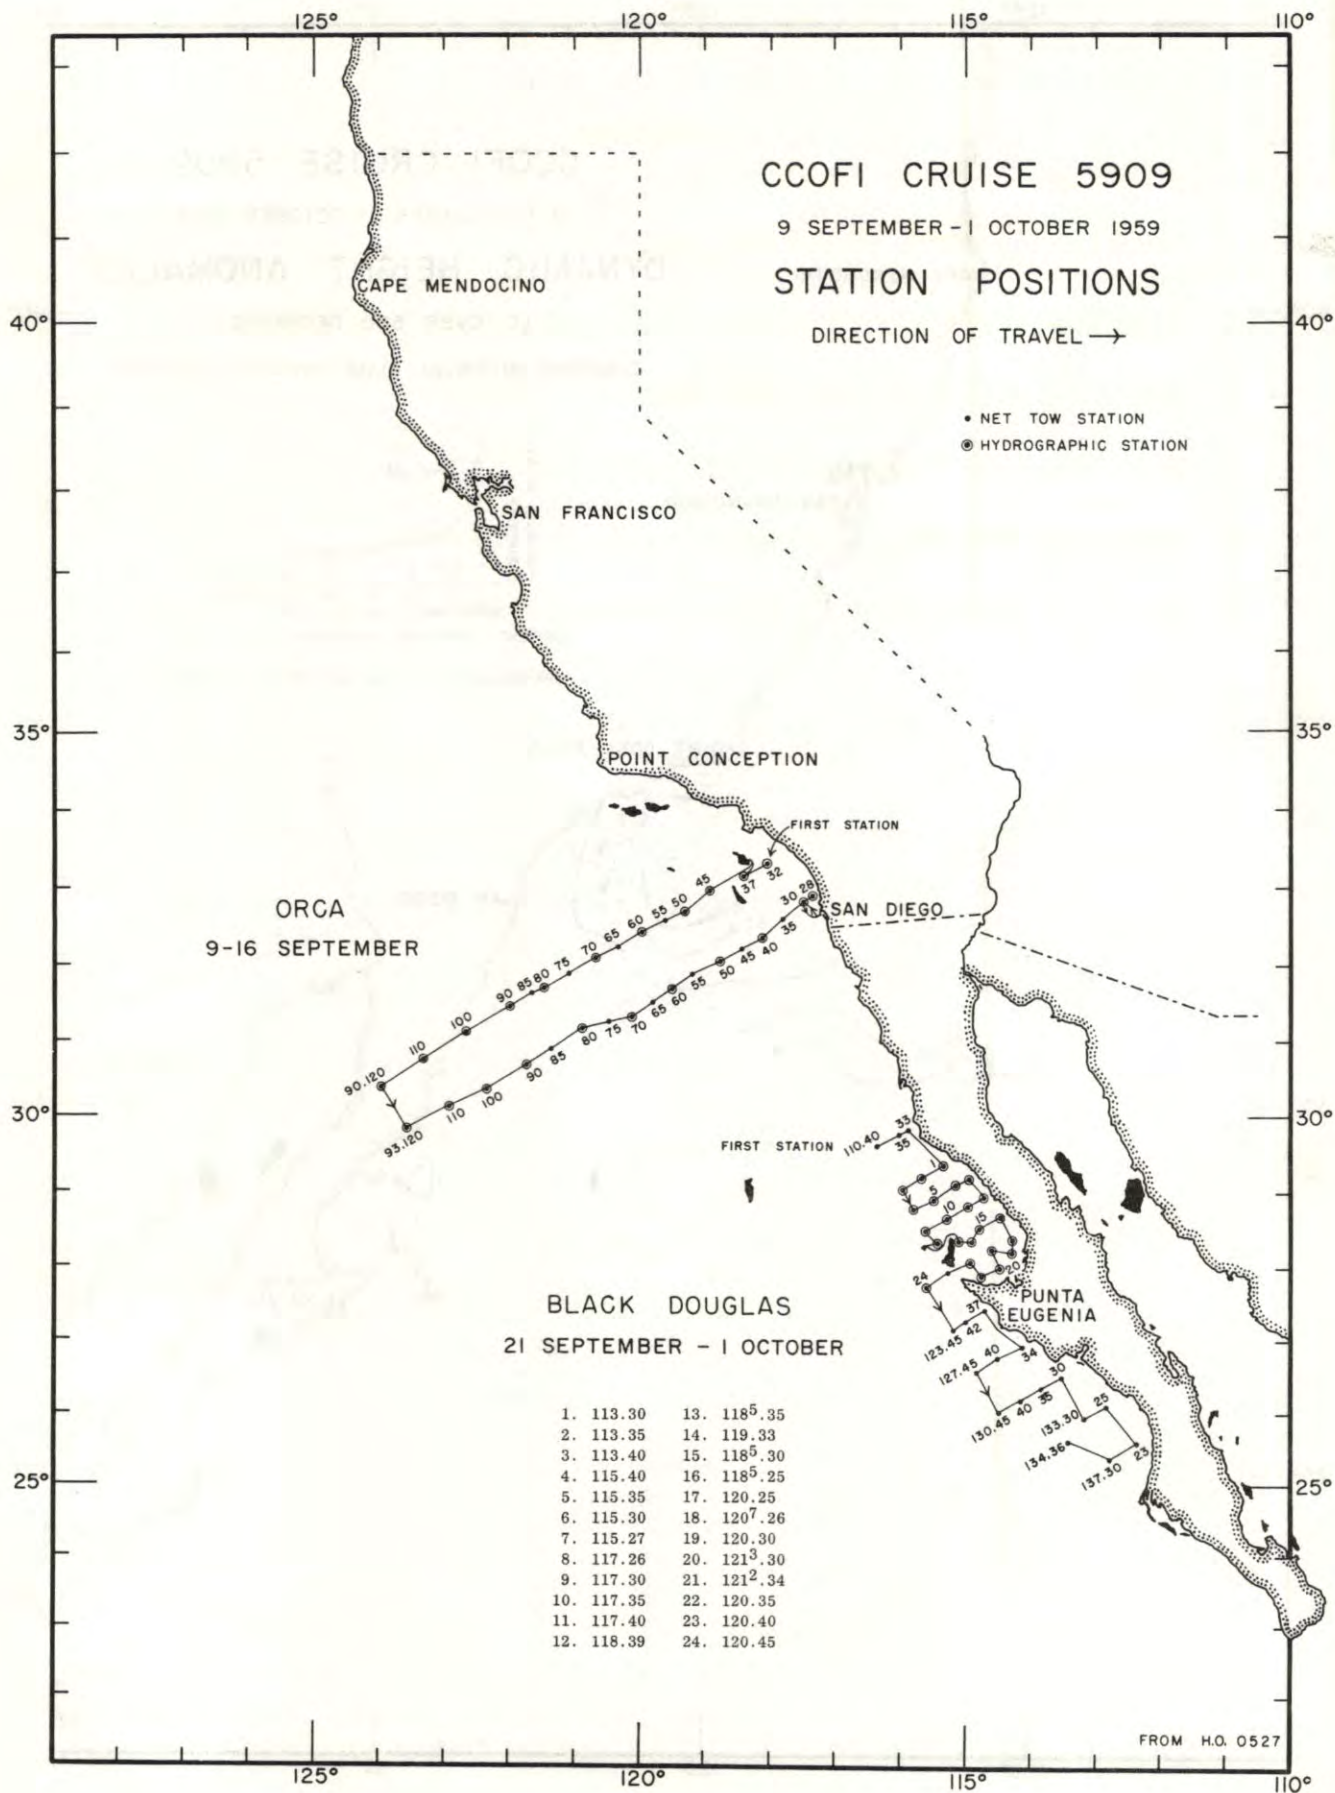 125°
120°
115°
110°
CCOFI CRUISE 5909
9 SEPTEMBER - 1 OCTOBER 1959
STATION POSITIONS
DIRECTION OF TRAVEL →
• NET TOW STATION
◉ HYDROGRAPHIC STATION
CAPE MENDOCINO
40°
40°
SAN FRANCISCO
35°
35°
POINT CONCEPTION
FIRST STATION
ORCA
9-16 SEPTEMBER
90.120
110
100
90
85
80
75
70
65
60
55
50
45
37
32
SAN DIEGO
93.120
110
100
90
85
80
75
70
65
60
55
50
45
40
35
30
28
30°
30°
FIRST STATION
110.40
35
33
1
5
10
15
20
24
PUNTA
EUGENIA
123.45
42
37
127.45
40
34
130.45
40
35
30
133.30
25
134.36
137.30
23
BLACK DOUGLAS
21 SEPTEMBER - 1 OCTOBER
1. 113.30 13. 118⁵.35
2. 113.35 14. 119.33
3. 113.40 15. 118⁵.30
4. 115.40 16. 118⁵.25
5. 115.35 17. 120.25
6. 115.30 18. 120⁷.26
7. 115.27 19. 120.30
8. 117.26 20. 121³.30
9. 117.30 21. 121².34
10. 117.35 22. 120.35
11. 117.40 23. 120.40
12. 118.39 24. 120.45
25°
25°
FROM H.O. 0527
125°
120°
115°
110°